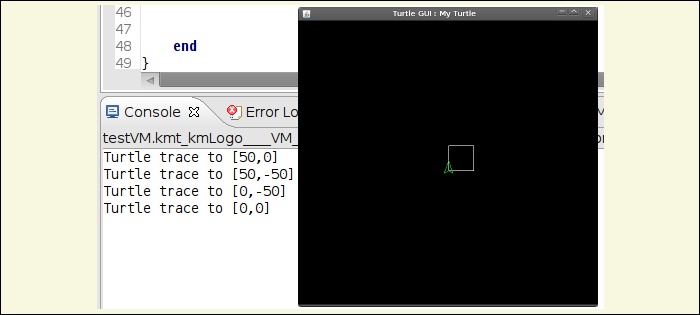 46
Turtle GUI : My Turtle
47
48 end
49 }
Console Error Lo
testVM.kmt_kmLogo____VM_
Turtle trace to [50,0]
Turtle trace to [50,-50]
Turtle trace to [0,-50]
Turtle trace to [0,0]